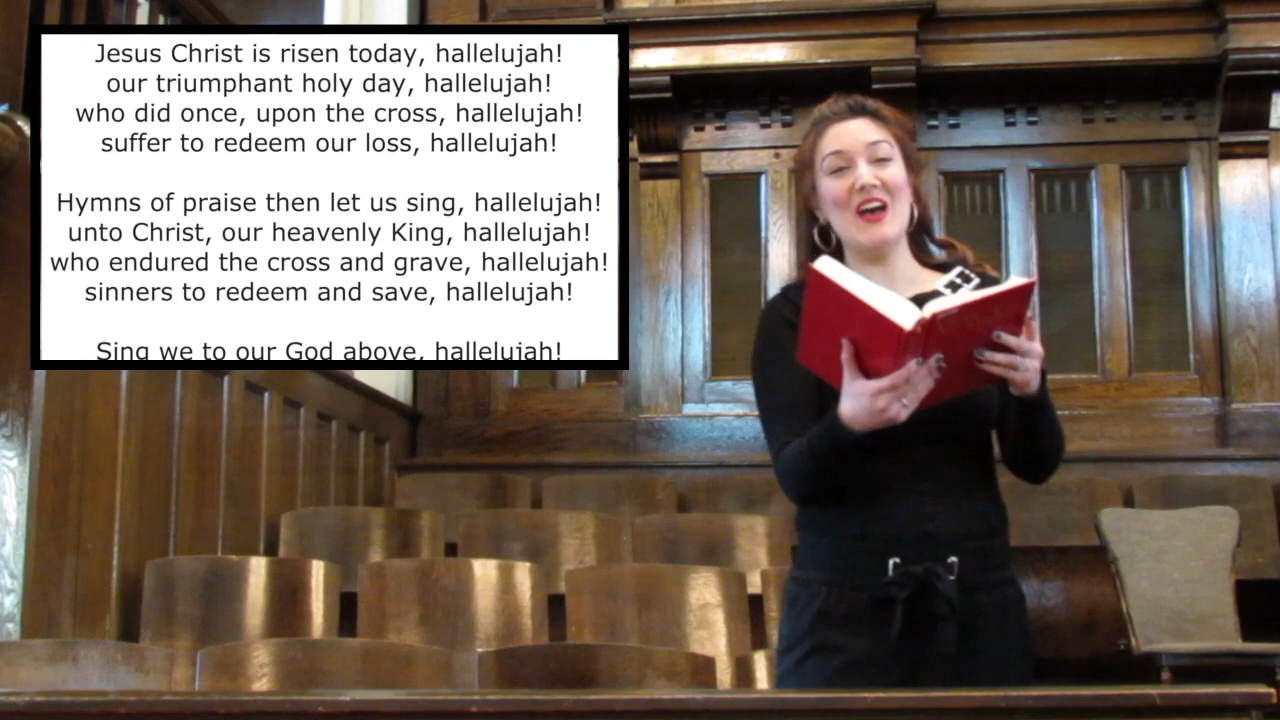 Jesus Christ is risen today, hallelujah!
our triumphant holy day, hallelujah!
who did once, upon the cross, hallelujah!
suffer to redeem our loss, hallelujah!
Hymns of praise then let us sing, hallelujah!
unto Christ, our heavenly King, hallelujah!
who endured the cross and grave, hallelujah!
sinners to redeem and save, hallelujah!
Sing we to our God above, hallelujah!